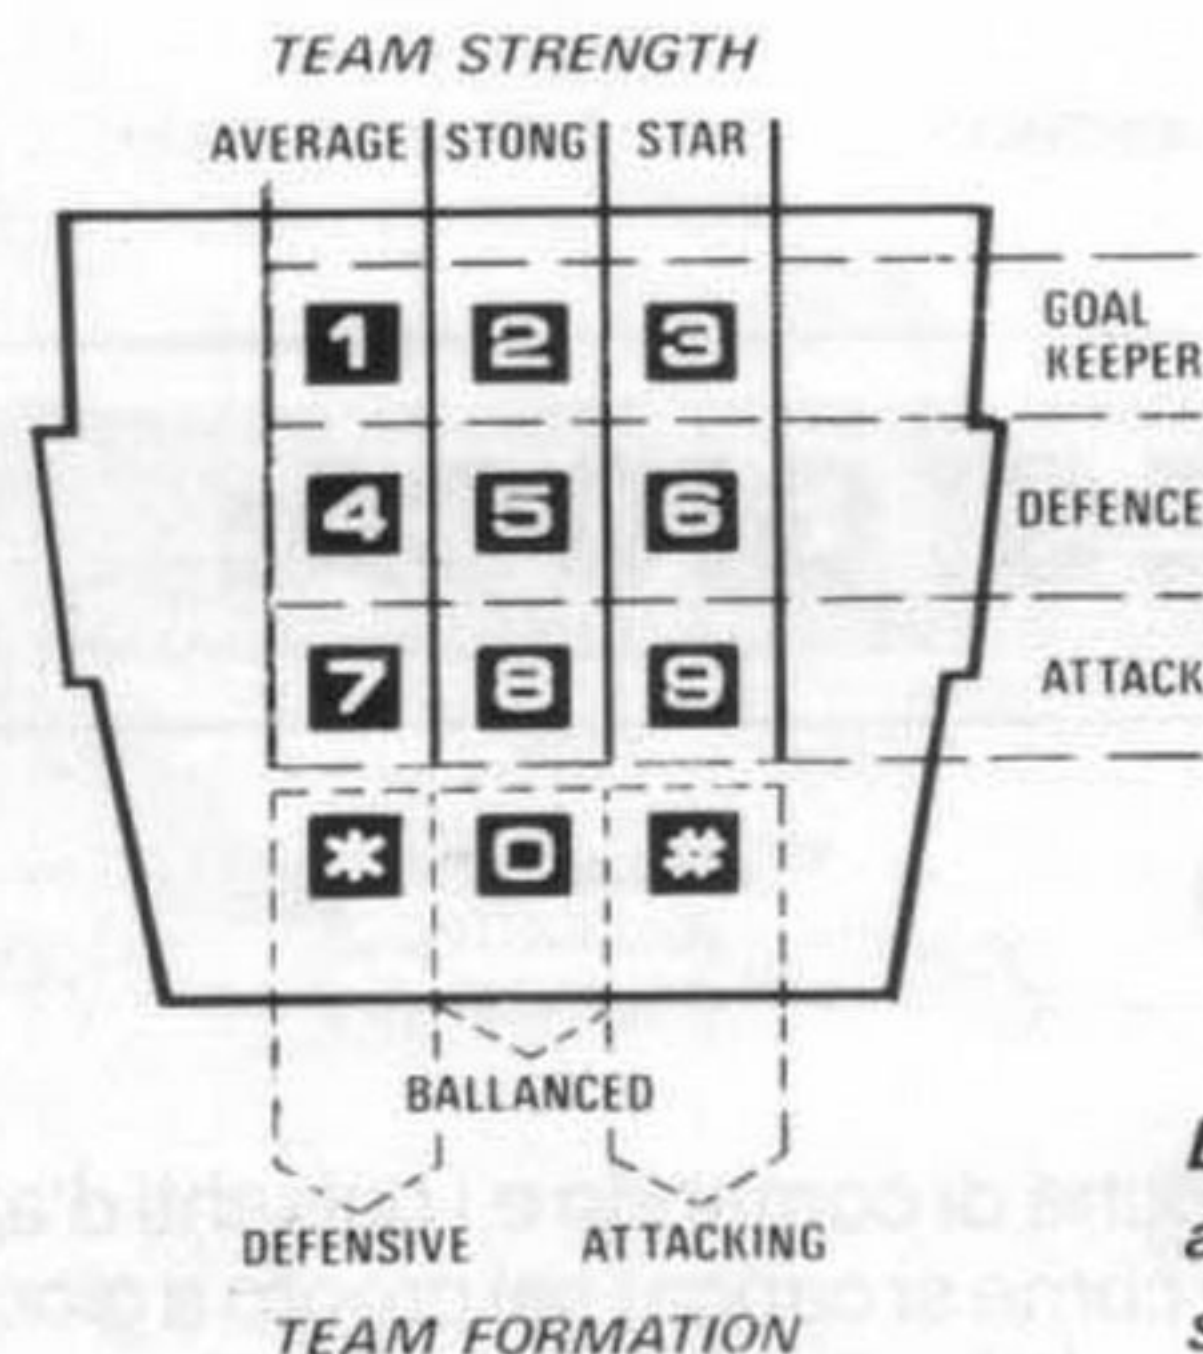 TEAM STRENGTH
AVERAGE STONG STAR
1 2 3
GOAL
KEEPER
4 5 6
DEFENCE
7 8 9
ATTACK
* 0 #
BALLANCED
DEFENSIVE ATTACKING
TEAM FORMATION